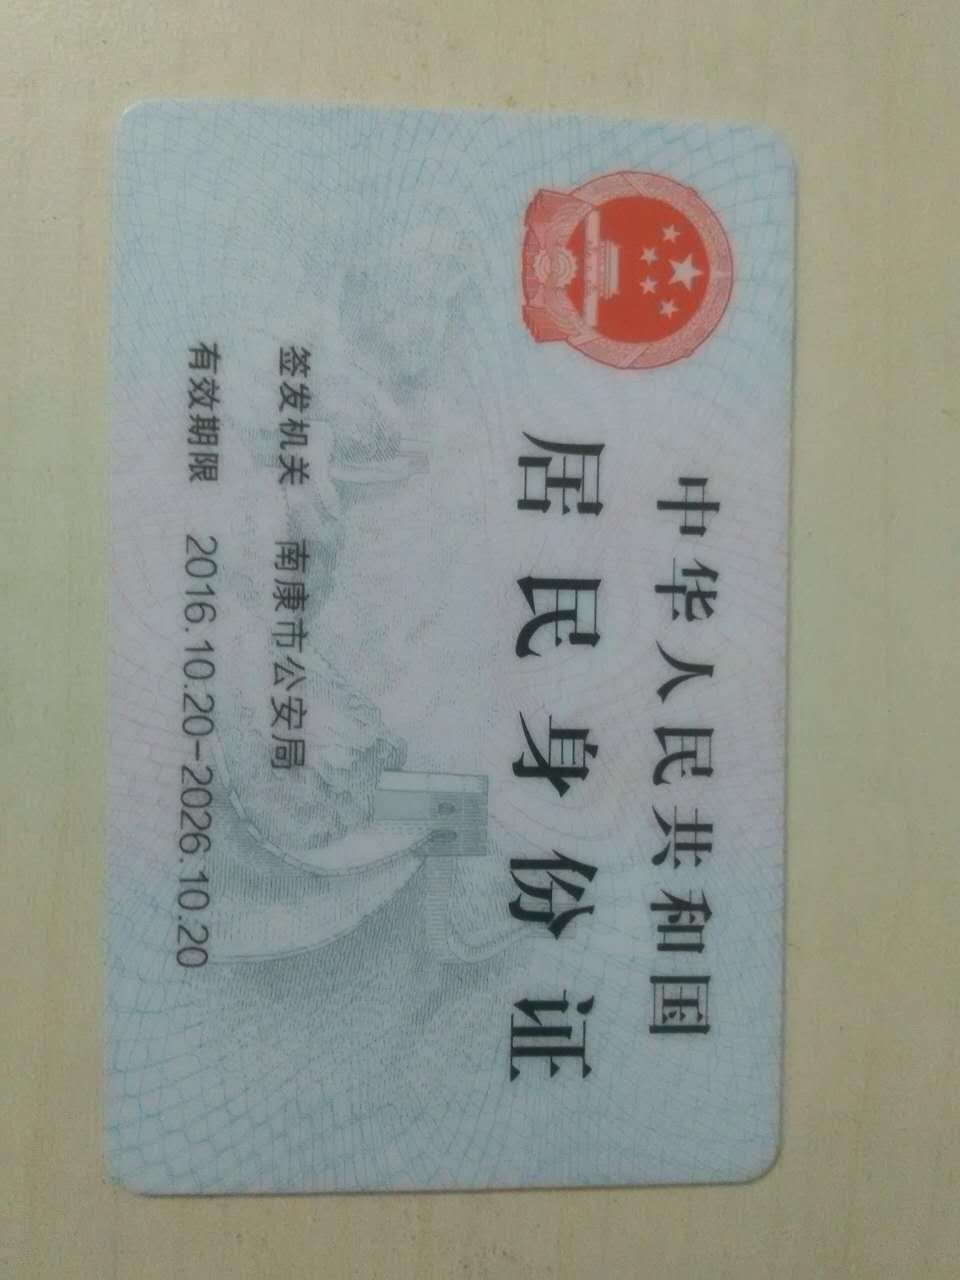 中华人民共和国
居民身份证
签发机关 南康市公安局
有效期限 2016.10.20-2026.10.20